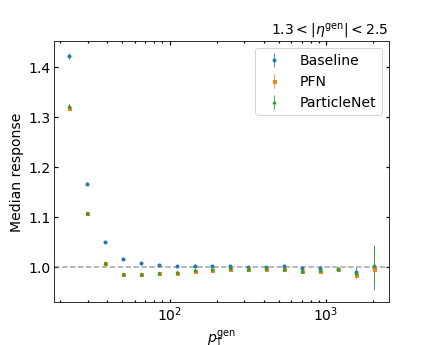 1.3 < |η^gen| < 2.5
Baseline
PFN
ParticleNet
1.4
1.3
1.2
1.1
1.0
Median response
10^2
10^3
p_T^gen